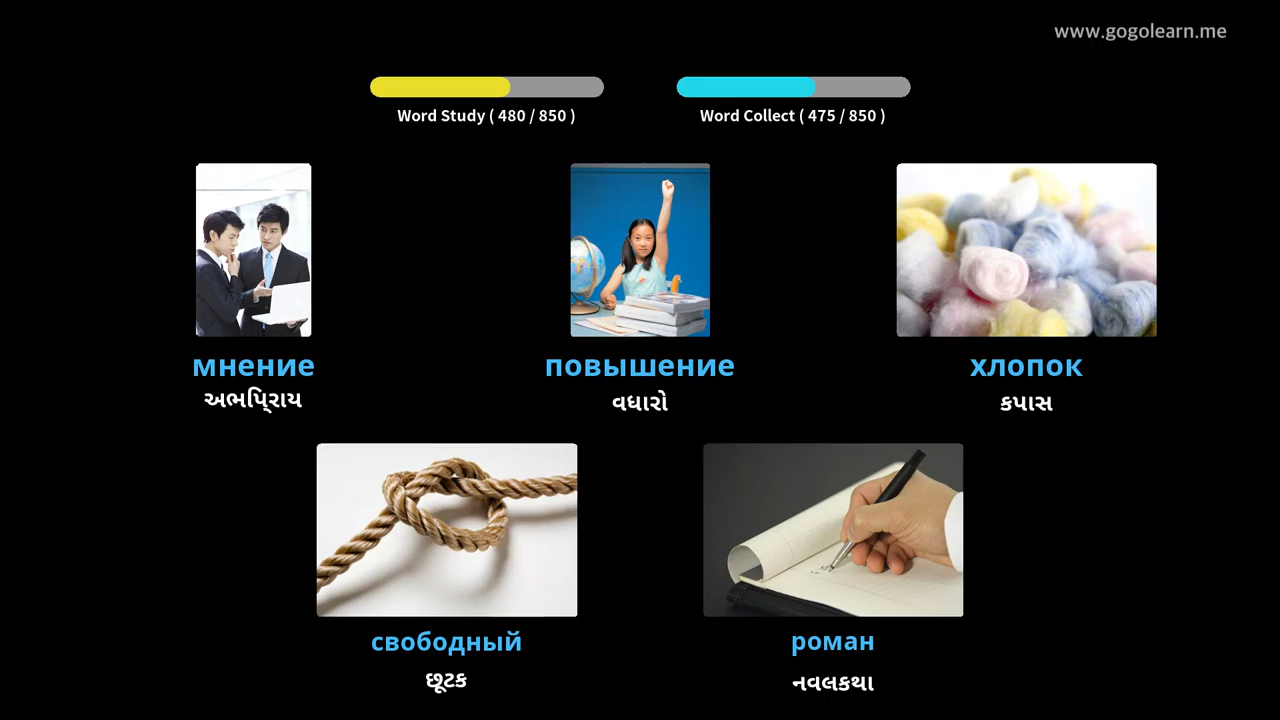 www.gogolearn.me
Word Study ( 480 / 850 )
Word Collect ( 475 / 850 )
мнение
повышение
хлопок
અભિપ્રાય
વધારો
કપાસ
свободный
роман
છૂટક
નવલકથા